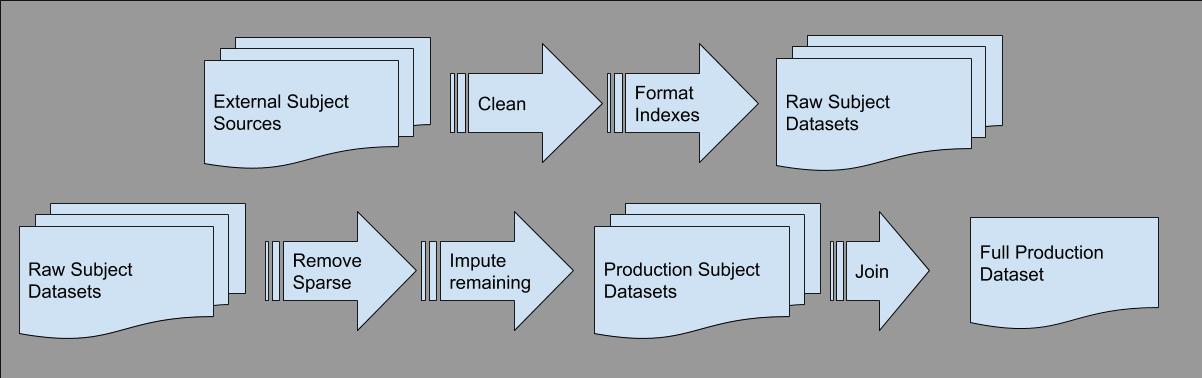 External Subject
Sources
Clean
Format
Indexes
Raw Subject
Datasets
Raw Subject
Datasets
Remove
Sparse
Impute
remaining
Production Subject
Datasets
Join
Full Production
Dataset